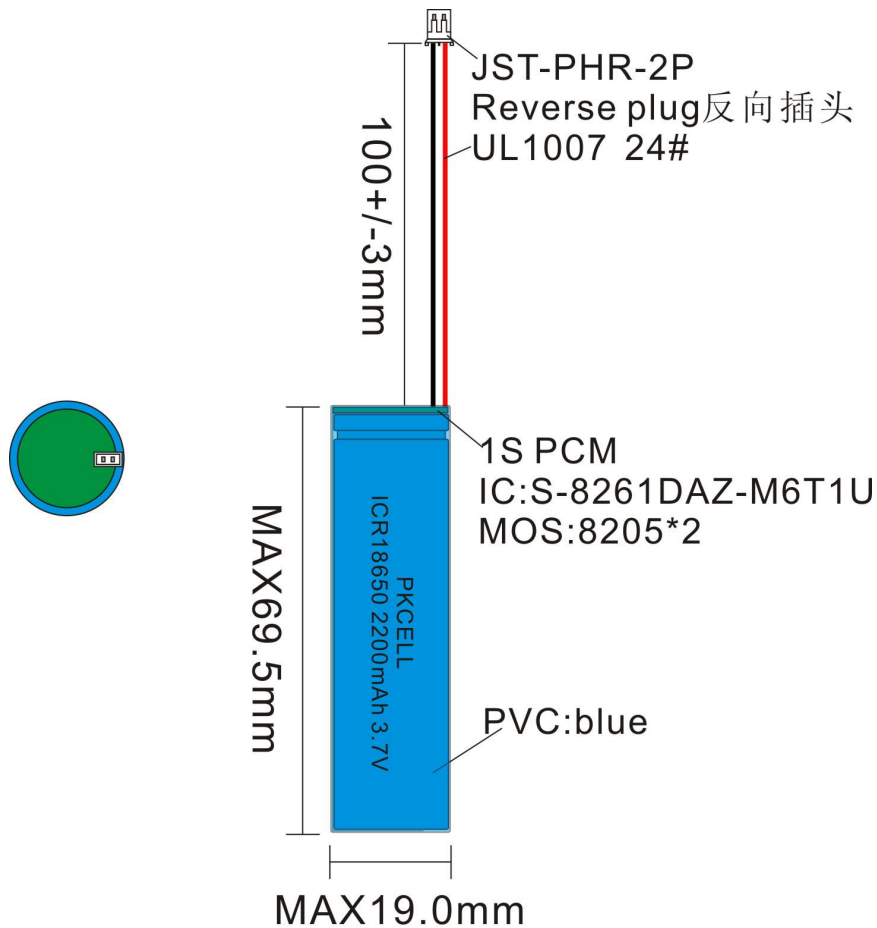 JST-PHR-2P
Reverse plug反向插头
UL1007 24#
100+/-3mm
1S PCM
IC:S-8261DAZ-M6T1U
MOS:8205*2
MAX69.5mm
PKCELL
ICR18650 2200mAh 3.7V
PVC:blue
MAX19.0mm